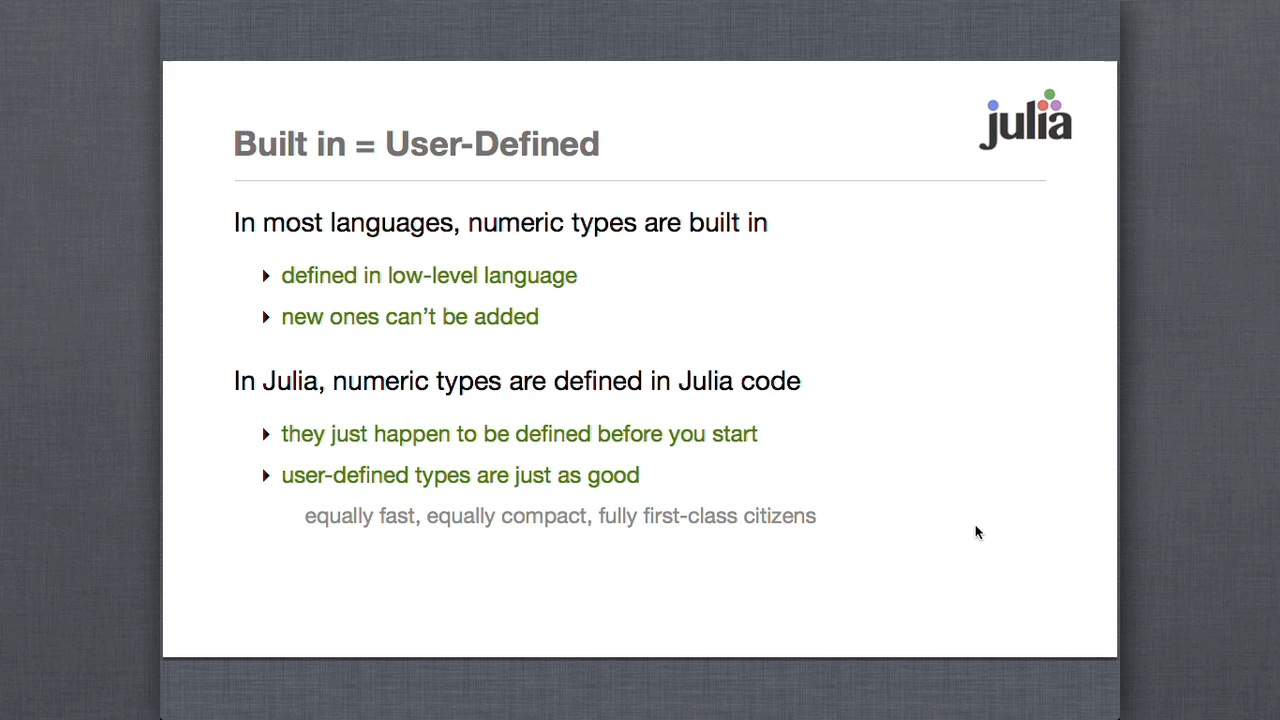 julia
Built in = User-Defined
In most languages, numeric types are built in
defined in low-level language
new ones can’t be added
In Julia, numeric types are defined in Julia code
they just happen to be defined before you start
user-defined types are just as good
equally fast, equally compact, fully first-class citizens